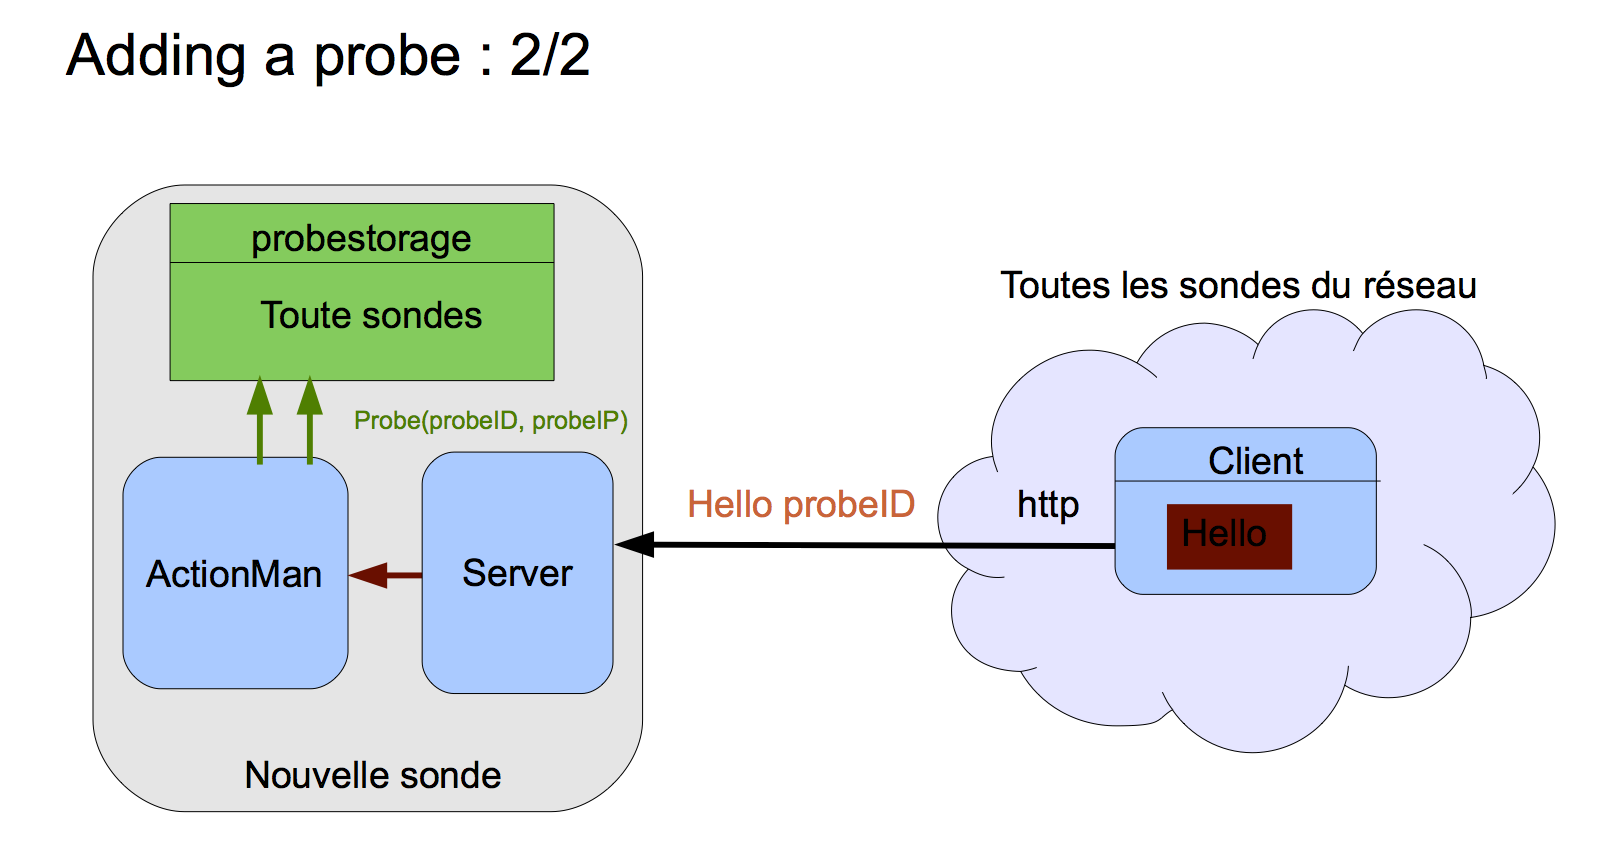 Adding a probe : 2/2
probestorage
Toute sondes
Probe(probeID, probeIP)
ActionMan
Server
Nouvelle sonde
Hello probeID
Toutes les sondes du réseau
http
Client
Hello